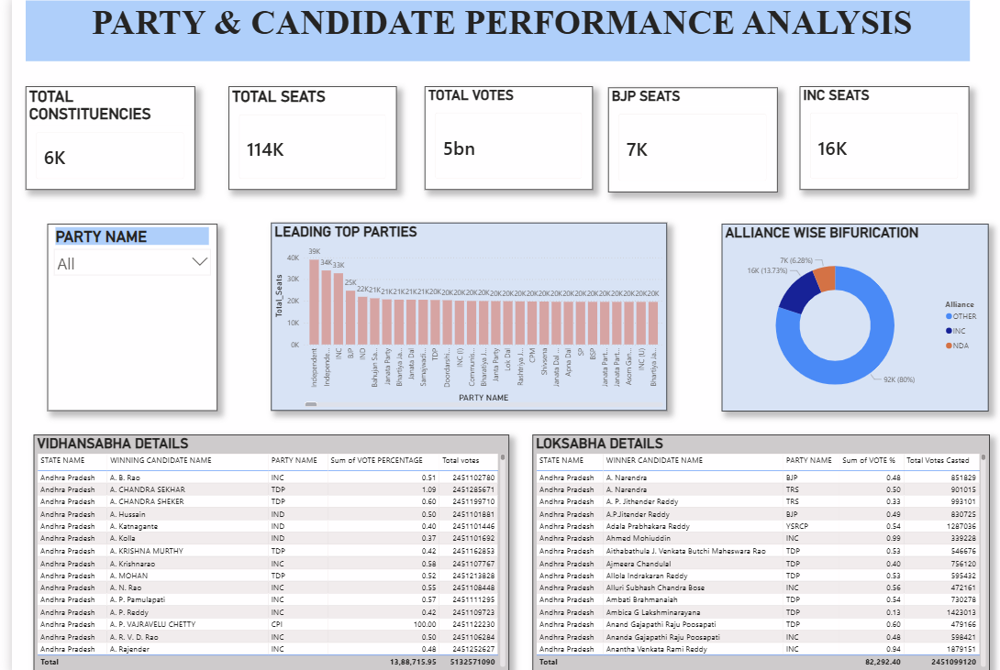 PARTY & CANDIDATE PERFORMANCE ANALYSIS
TOTAL CONSTITUENCIES
6K
TOTAL SEATS
114K
TOTAL VOTES
5bn
BJP SEATS
7K
INC SEATS
16K
PARTY NAME
All
LEADING TOP PARTIES
Total_Seats
40K
30K
20K
10K
0K
39K 34K 33K 25K 22K 21K 21K 21K 21K 21K 20K 20K 20K 20K 20K 20K 20K 20K 20K 20K 20K 20K 20K 20K 20K 20K 20K 20K 20K
Independent
Independe...
INC
BJP
IND
Bahujan Sa...
Janata Party
Bhartiya Ja...
Janata Dal
Samajwadi...
TDP
Doordarshi...
INC (I)
Communis...
Bharatiya J...
Janta Party
Lok Dal
Rashtriya J...
CPM
Shivsena
Janata Dal ...
Apna Dal
SP
BSP
Janata Part...
Janata Part...
Asom Gan...
INC (U)
Bhartiya Ja...
PARTY NAME
ALLIANCE WISE BIFURCATION
7K (6.28%)
16K (13.73%)
92K (80%)
Alliance
OTHER
INC
NDA
VIDHANSABHA DETAILS
STATE NAME WINNING CANDIDATE NAME PARTY NAME Sum of VOTE PERCENTAGE Total votes
Andhra Pradesh A. B. Rao INC 0.51 2451102780
Andhra Pradesh A. CHANDRA SEKHAR TDP 1.09 2451285671
Andhra Pradesh A. CHANDRA SHEKER TDP 0.60 2451199710
Andhra Pradesh A. Hussain IND 0.50 2451101881
Andhra Pradesh A. Katnagante IND 0.40 2451101446
Andhra Pradesh A. Kolla IND 0.37 2451101692
Andhra Pradesh A. KRISHNA MURTHY TDP 0.42 2451162853
Andhra Pradesh A. Krishnarao INC 0.58 2451107767
Andhra Pradesh A. MOHAN TDP 0.52 2451213828
Andhra Pradesh A. N. Rao INC 0.55 2451108448
Andhra Pradesh A. P. Pamulapati INC 0.57 2451111295
Andhra Pradesh A. P. Reddy INC 0.42 2451109723
Andhra Pradesh A. P. VAJRAVELU CHETTY CPI 100.00 2451122230
Andhra Pradesh A. R. V. D. Rao INC 0.50 2451106284
Andhra Pradesh A. Rajender INC 0.48 2451252627
Total 13,88,715.95 5132571090
LOKSABHA DETAILS
STATE NAME WINNER CANDIDATE NAME PARTY NAME Sum of VOTE % Total Votes Casted
Andhra Pradesh A. Narendra BJP 0.48 851829
Andhra Pradesh A. Narendra TRS 0.50 901015
Andhra Pradesh A. P. Jithender Reddy TRS 0.33 993101
Andhra Pradesh A.P.Jitender Reddy BJP 0.49 830725
Andhra Pradesh Adala Prabhakara Reddy YSRCP 0.54 1287036
Andhra Pradesh Ahmed Mohiuddin INC 0.99 339228
Andhra Pradesh Aithabathula J. Venkata Butchi Maheswara Rao TDP 0.53 546676
Andhra Pradesh Ajmeera Chandulal TDP 0.40 756120
Andhra Pradesh Allola Indrakaran Reddy TDP 0.53 595432
Andhra Pradesh Alluri Subhash Chandra Bose INC 0.56 472161
Andhra Pradesh Ambati Brahmanaiah TDP 0.54 730278
Andhra Pradesh Ambica G Lakshminarayana TDP 0.13 1423013
Andhra Pradesh Anand Gajapathi Raju Poosapati TDP 0.60 479166
Andhra Pradesh Ananda Gajapathi Raju Poosapati INC 0.48 598421
Andhra Pradesh Anantha Venkata Rami Reddy INC 0.94 1879151
Total 82,292.40 2451099120